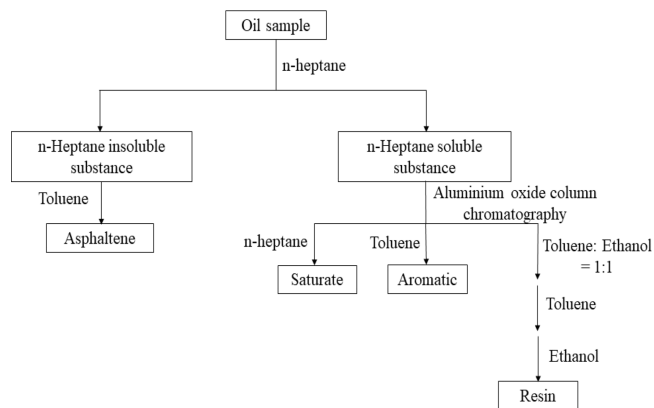 Oil sample
n-heptane
n-Heptane insoluble
substance
n-Heptane soluble
substance
Toluene
Asphaltene
Aluminium oxide column
chromatography
n-heptane
Toluene
Toluene: Ethanol
= 1:1
Saturate
Aromatic
Toluene
Ethanol
Resin